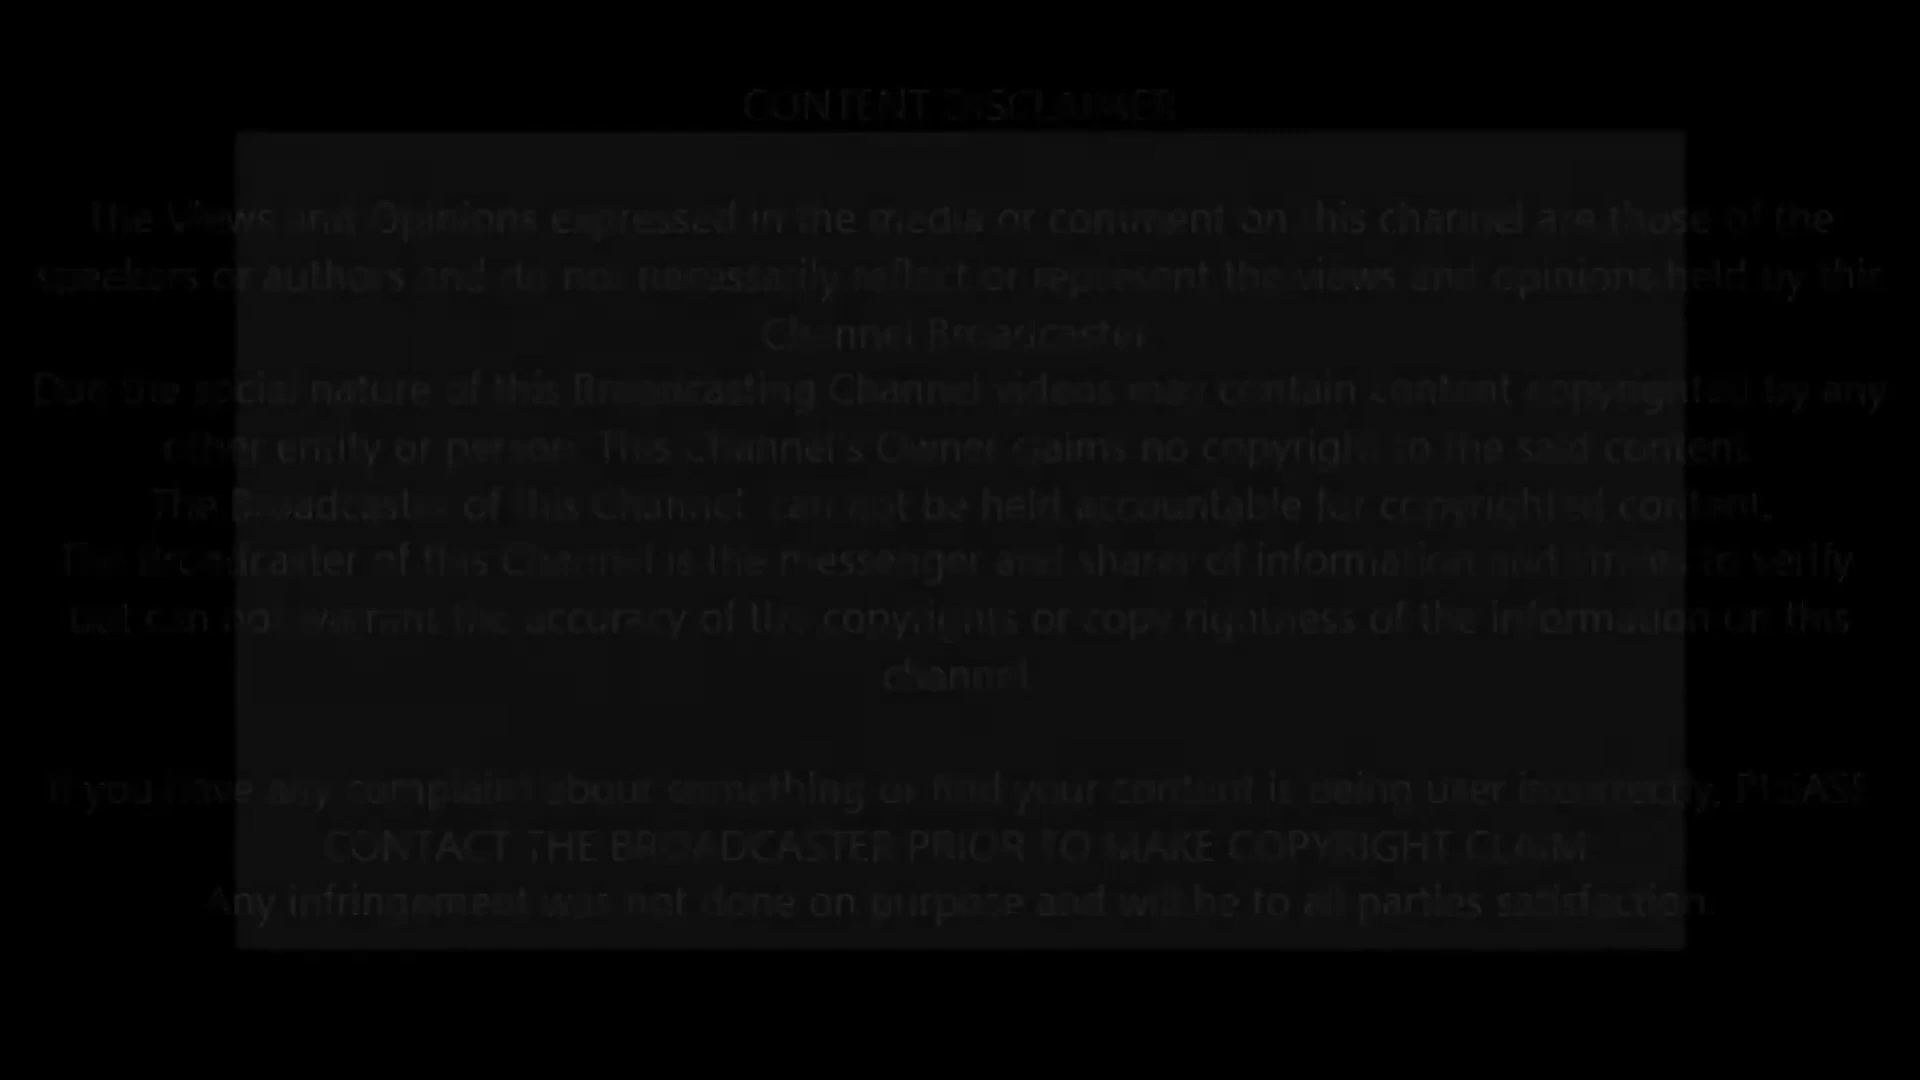 CONTENT DISCLAIMER
The Views and Opinions expressed in the media or comment on this channel are those of the
speakers or authors and do not necessarily reflect or represent the views and opinions held by this
Channel Broadcaster.
Due the social nature of this Broadcasting Channel videos may contain content copyrighted by any
other entity or person. This Channel's Owner claims no copyright to the said content.
The Broadcaster of this Channel can not be held accountable for copyrighted content.
The Broadcaster of this Channel is the messenger and sharer of information and to verify
but can not warrant the accuracy of the copyrights or copy rightness of the information on this
channel.
If you have any complaint about something or find your content is being user incorrectly, PLEASE
CONTACT THE BROADCASTER PRIOR TO MAKE COPYRIGHT CLAIM.
Any infringement was not done on purpose and will be to all parties satisfaction.